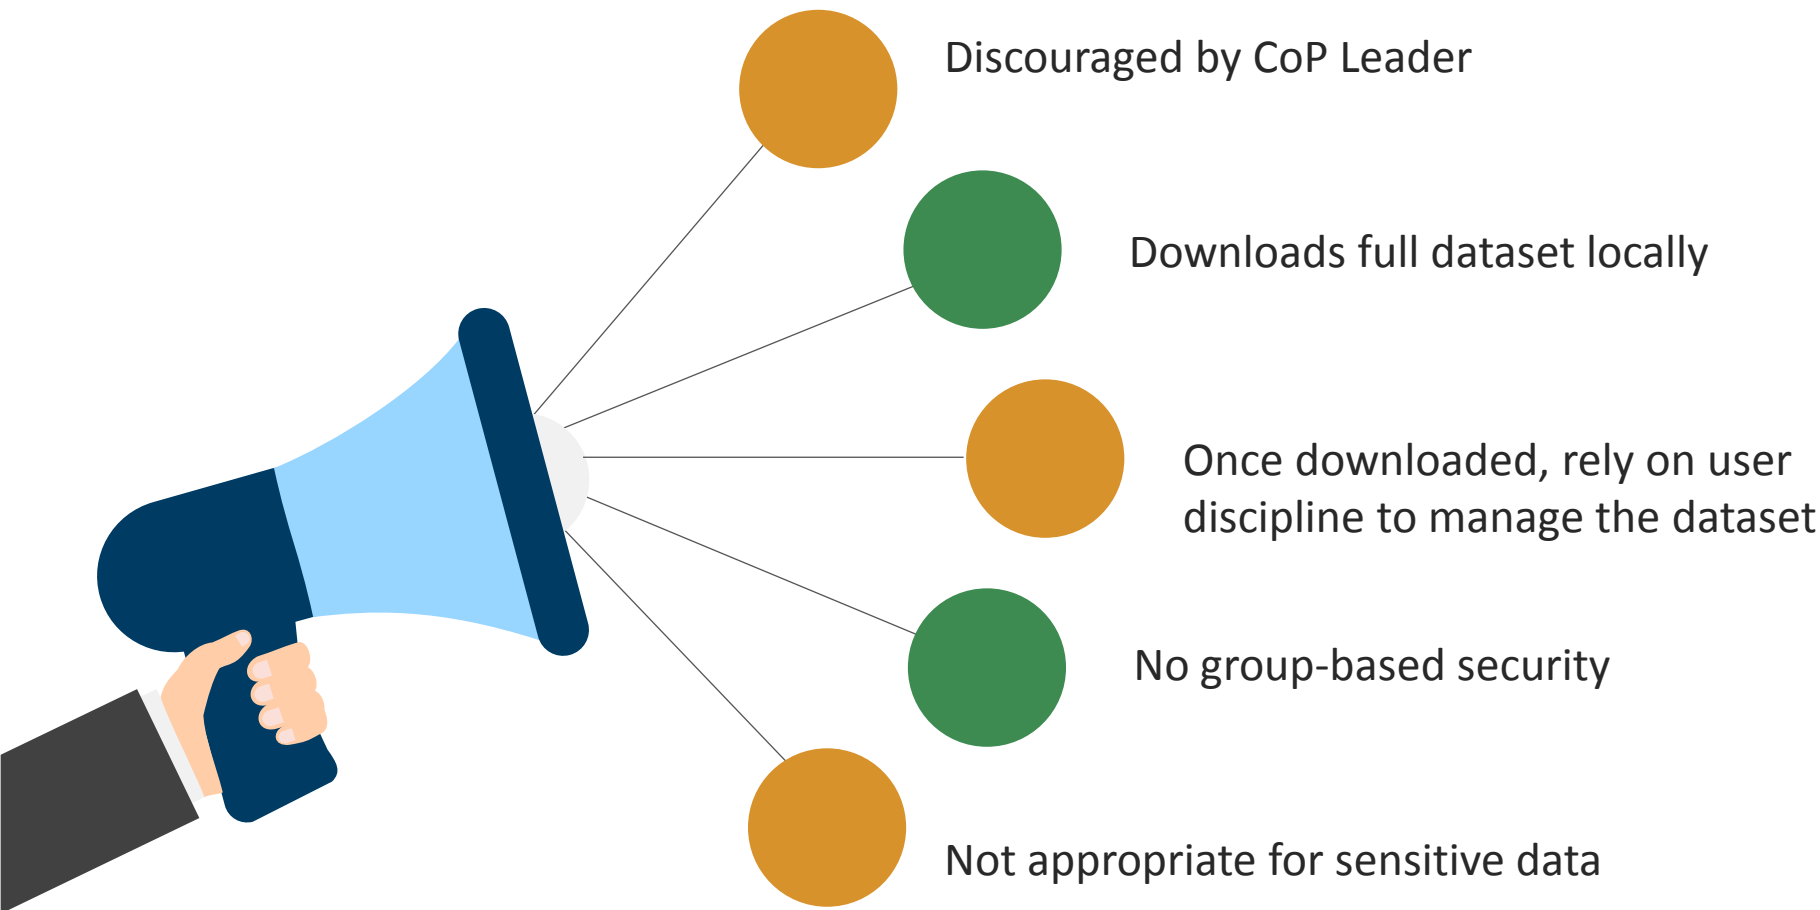 Discouraged by CoP Leader
Downloads full dataset locally
Once downloaded, rely on user
discipline to manage the dataset
No group-based security
Not appropriate for sensitive data